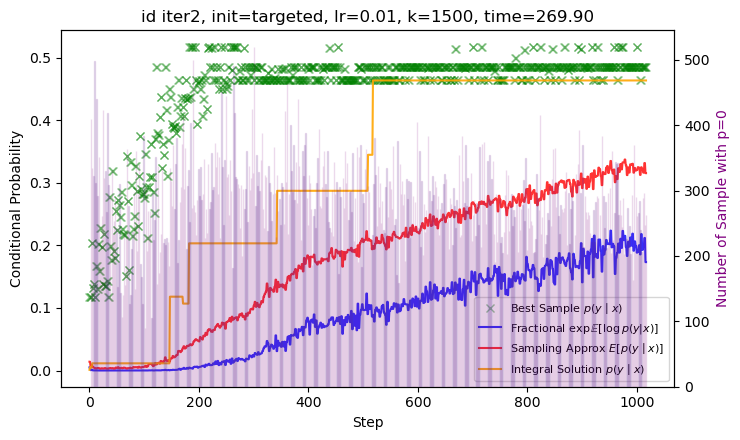 id iter2, init=targeted, lr=0.01, k=1500, time=269.90
Conditional Probability
0.5
0.4
0.3
0.2
0.1
0.0
0
200
400
600
800
1000
Step
500
400
300
200
100
0
Number of Sample with p=0
Best Sample p(y | x)
Fractional exp𝔼[log p(y|x)]
Sampling Approx E[p(y | x)]
Integral Solution p(y | x)